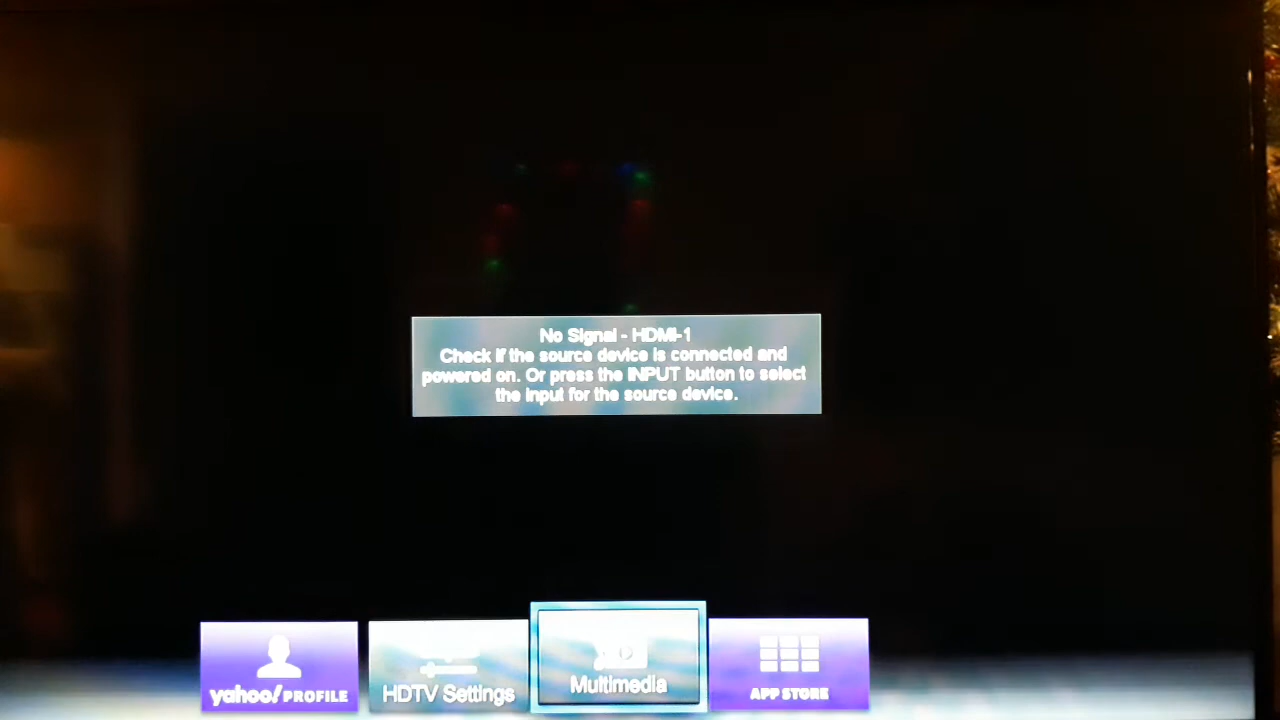 No Signal - HDMI-1
Check if the source device is connected and
powered on. Or press the INPUT button to select
the input for the source device.
yahoo! PROFILE
HDTV Settings
Multimedia
APP STORE